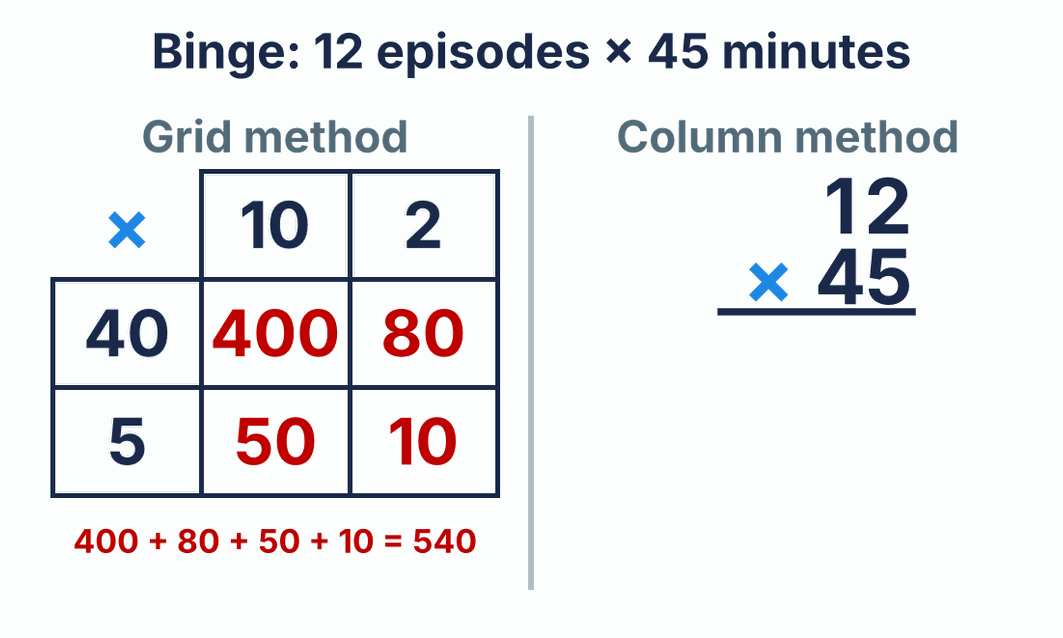 Binge: 12 episodes × 45 minutes
Grid method
× 10 2
40 400 80
5 50 10
400 + 80 + 50 + 10 = 540
Column method
12
× 45